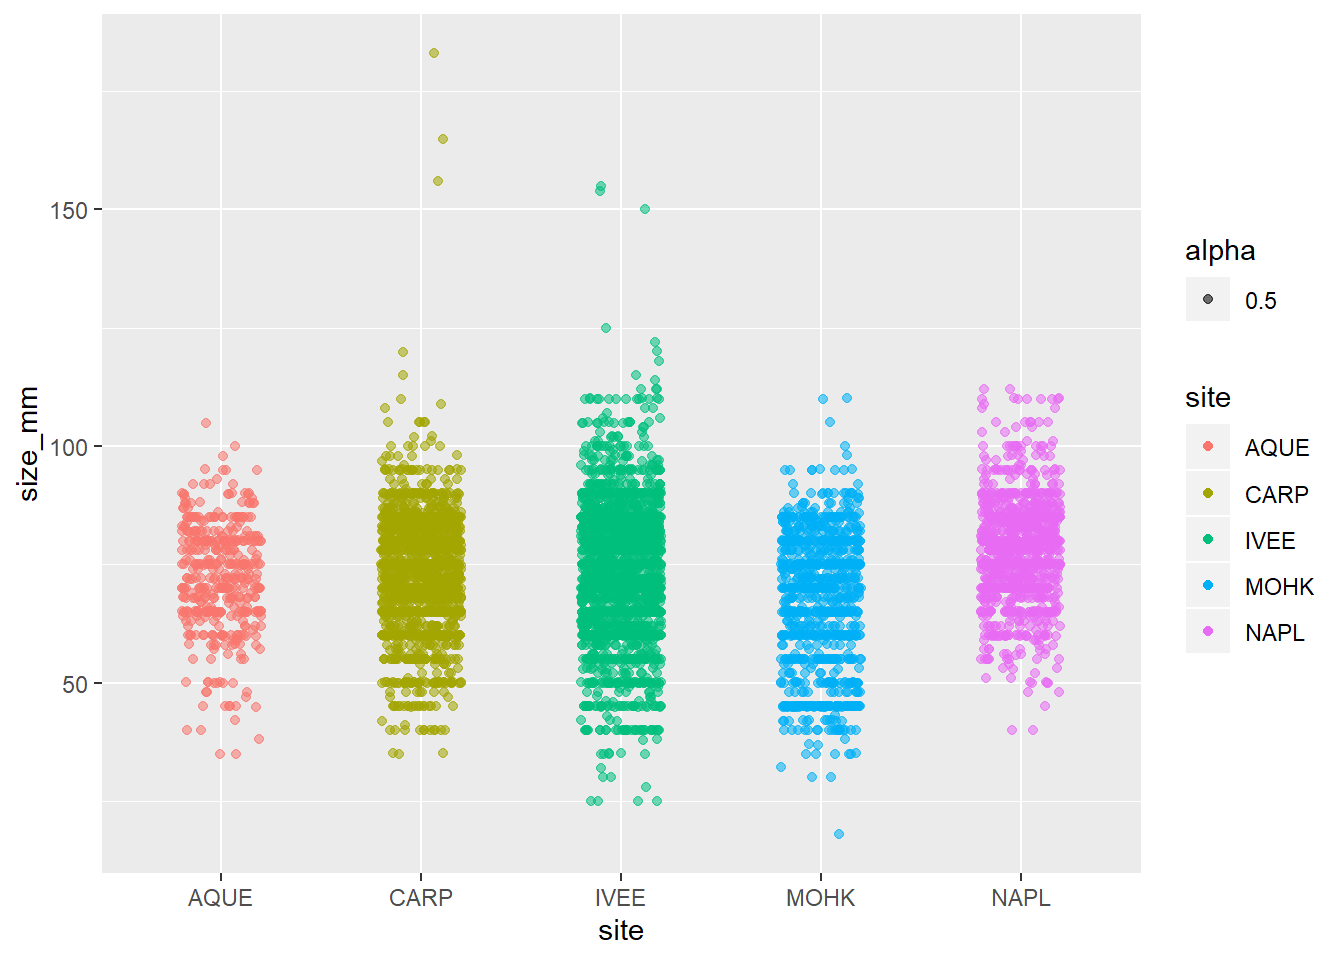 150
100
50
size_mm
AQUE
CARP
IVEE
MOHK
NAPL
site
alpha
0.5
site
AQUE
CARP
IVEE
MOHK
NAPL